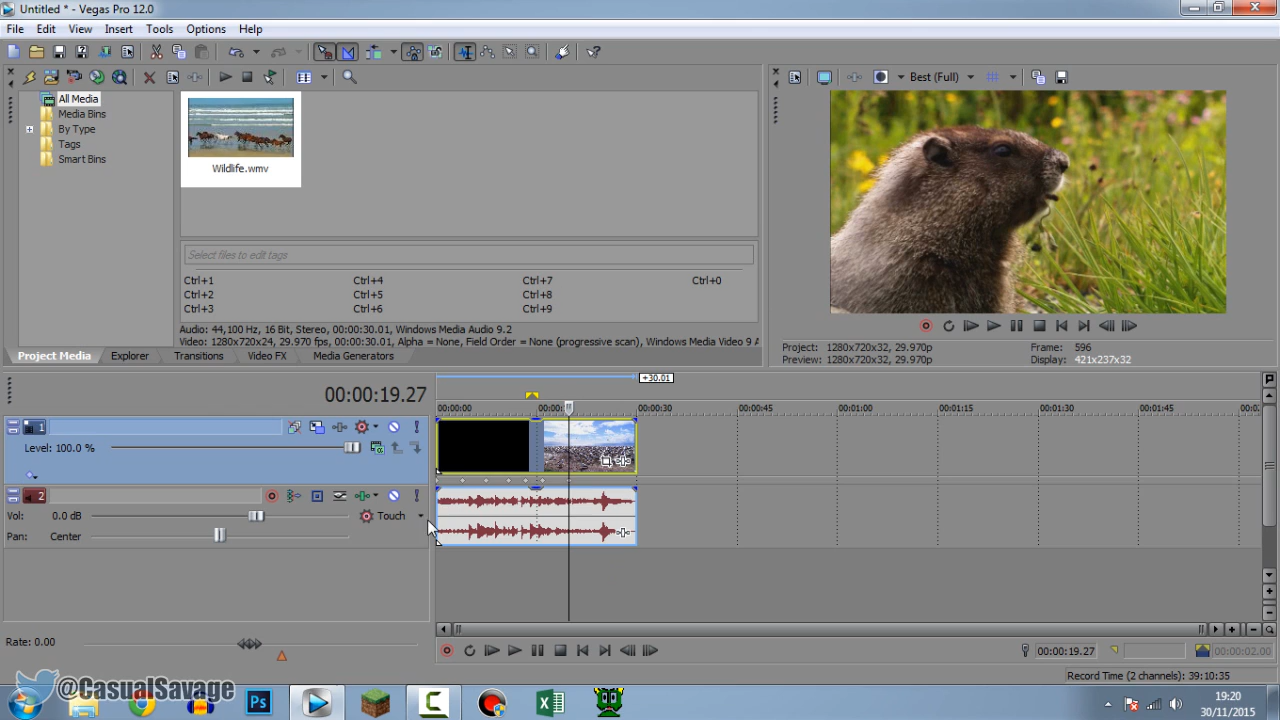 Untitled * - Vegas Pro 12.0
File Edit View Insert Tools Options Help
All Media
Media Bins
By Type
Tags
Smart Bins
Wildlife.wmv
Select files to edit tags
Ctrl+1 Ctrl+4 Ctrl+7 Ctrl+0
Ctrl+2 Ctrl+5 Ctrl+8
Ctrl+3 Ctrl+6 Ctrl+9
Audio: 44,100 Hz, 16 Bit, Stereo, 00:00:30.01, Windows Media Audio 9.2
Video: 1280x720x24, 29.970 fps, 00:00:30.01, Alpha = None, Field Order = None (progressive scan), Windows Media Video 9 A
Project Media Explorer Transitions Video FX Media Generators
Best (Full)
Project: 1280x720x32, 29.970p Frame: 596
Preview: 1280x720x32, 29.970p Display: 421x237x32
00:00:19.27
+30.01
00:00:00 00:00: 00:00:30 00:00:45 00:01:00 00:01:15 00:01:30 00:01:45 00:0
1
Level: 100.0 %
2
Vol: 0.0 dB Touch
Pan: Center
Rate: 0.00
00:00:19.27 00:00:02.00
Record Time (2 channels): 39:10:35
@CasualSavage
Ps
19:20
30/11/2015